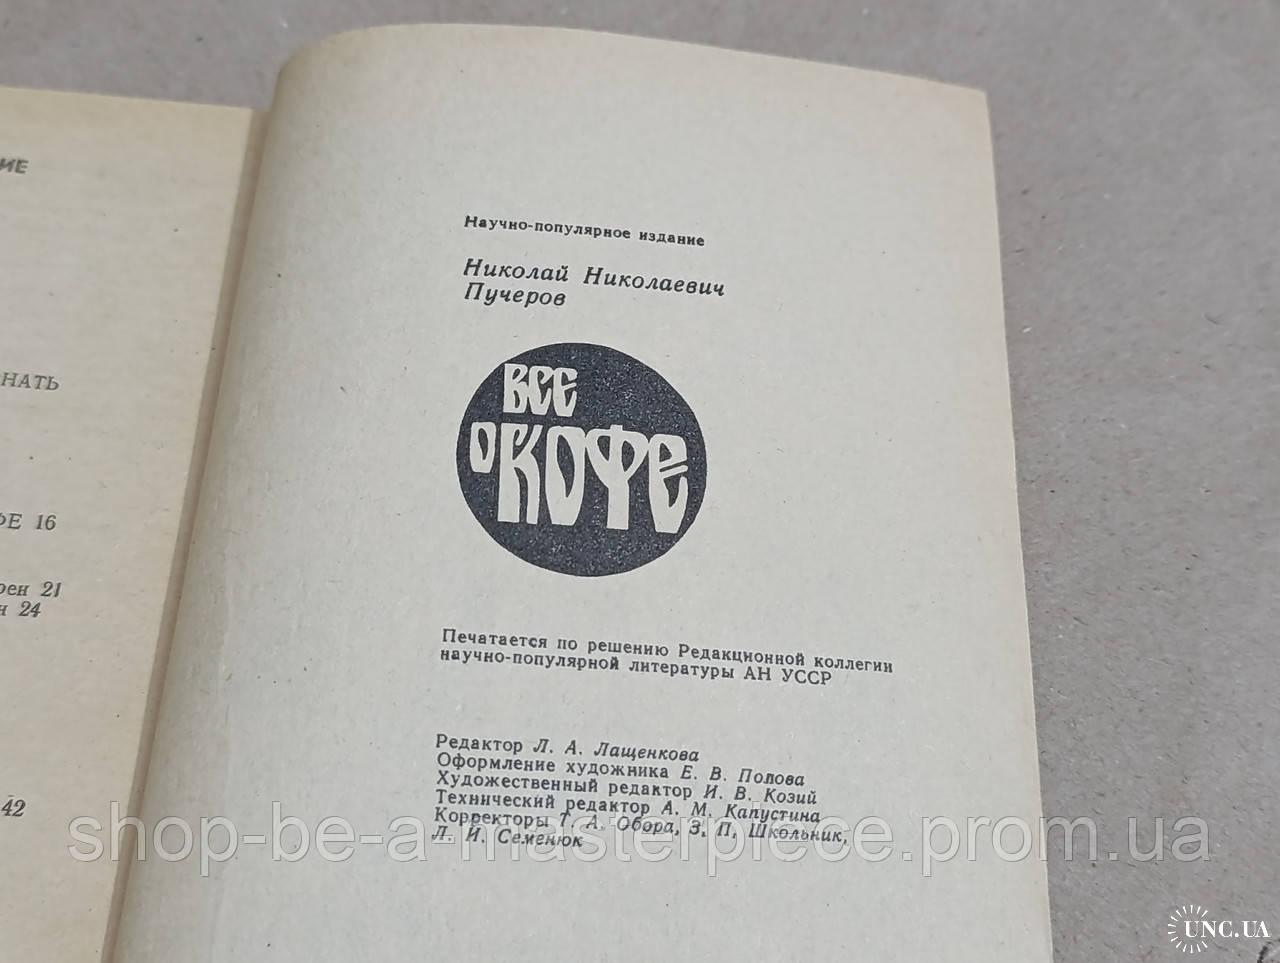 НАТЬ
16
21
24
42
Научно-популярное издание
Николай Николаевич
Пучеров
ВСЕ
О КОФЕ
Печатается по решению Редакционной коллегии
научно-популярной литературы АН УССР
Редактор Л. А. Лащенкова
Оформление художника Е. В. Попова
Художественный редактор И. В. Козий
Технический редактор А. М. Капустина
Корректоры Т. А. Обора, З. П. Школьник,
Л. И. Семенюк
shop-be-a-masterpiece.prom.ua
UNC.UA